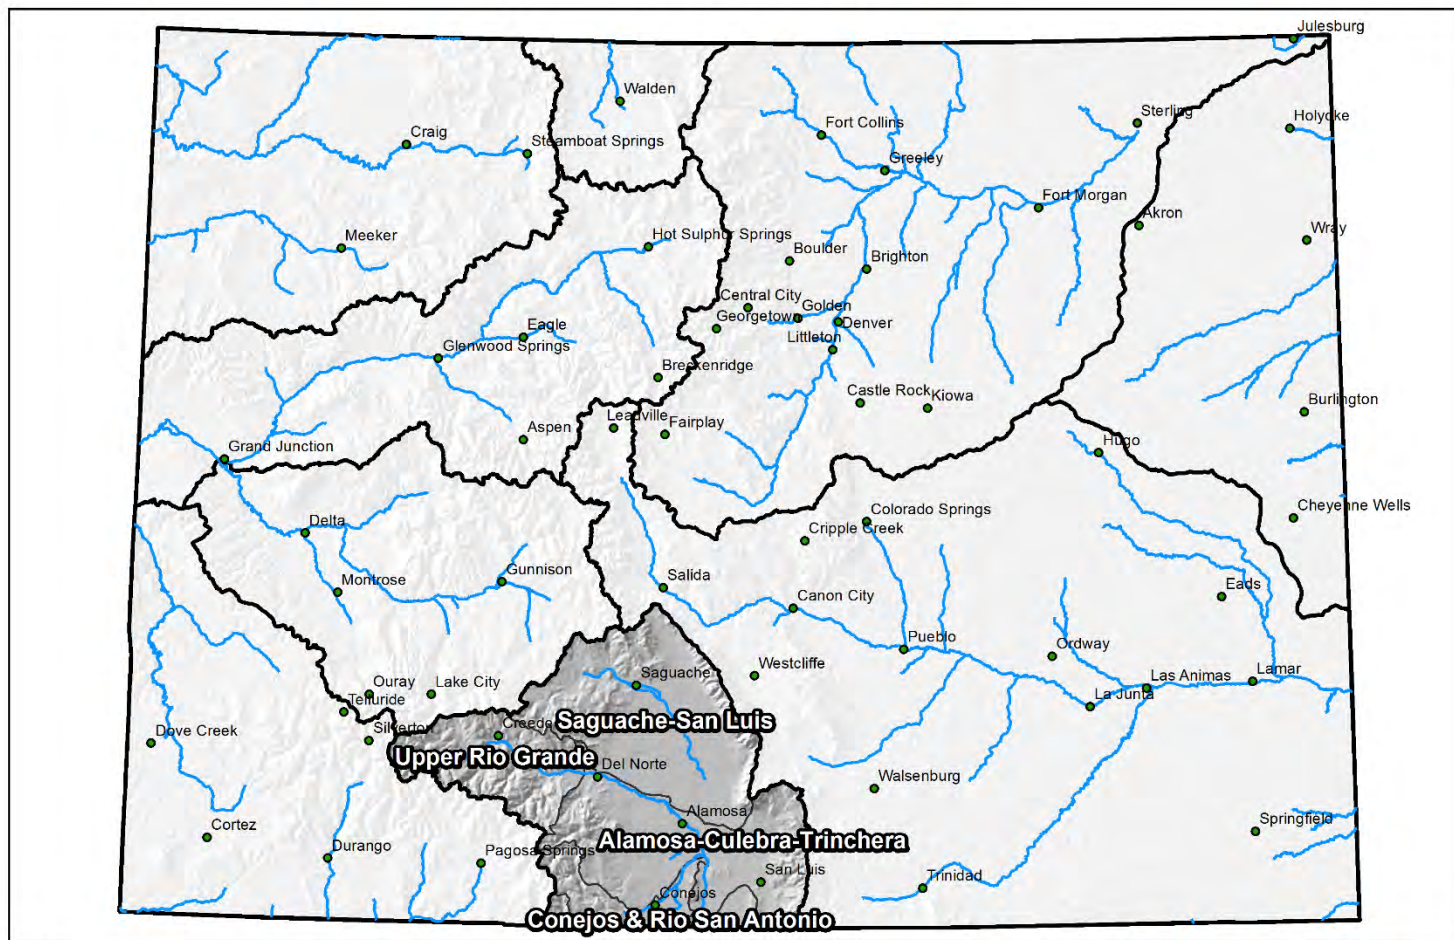 Julesburg
Walden
Sterling
Holyoke
Fort Collins
Craig
Steamboat Springs
Greeley
Fort Morgan
Akron
Wray
Meeker
Hot Sulphur Springs
Boulder
Brighton
Central City
Golden
Georgetown
Denver
Eagle
Littleton
Glenwood Springs
Breckenridge
Castle Rock
Kiowa
Burlington
Leadville
Fairplay
Aspen
Hugo
Grand Junction
Cheyenne Wells
Colorado Springs
Delta
Cripple Creek
Gunnison
Salida
Montrose
Eads
Canon City
Pueblo
Ordway
Westcliffe
Saguache
Lamar
Las Animas
Ouray
Lake City
La Junta
Telluride
Saguache-San Luis
Silverton
Creede
Dove Creek
Upper Rio Grande
Del Norte
Walsenburg
Alamosa
Cortez
Springfield
Alamosa-Culebra-Trinchera
Durango
Pagosa Springs
San Luis
Trinidad
Conejos
Conejos & Rio San Antonio